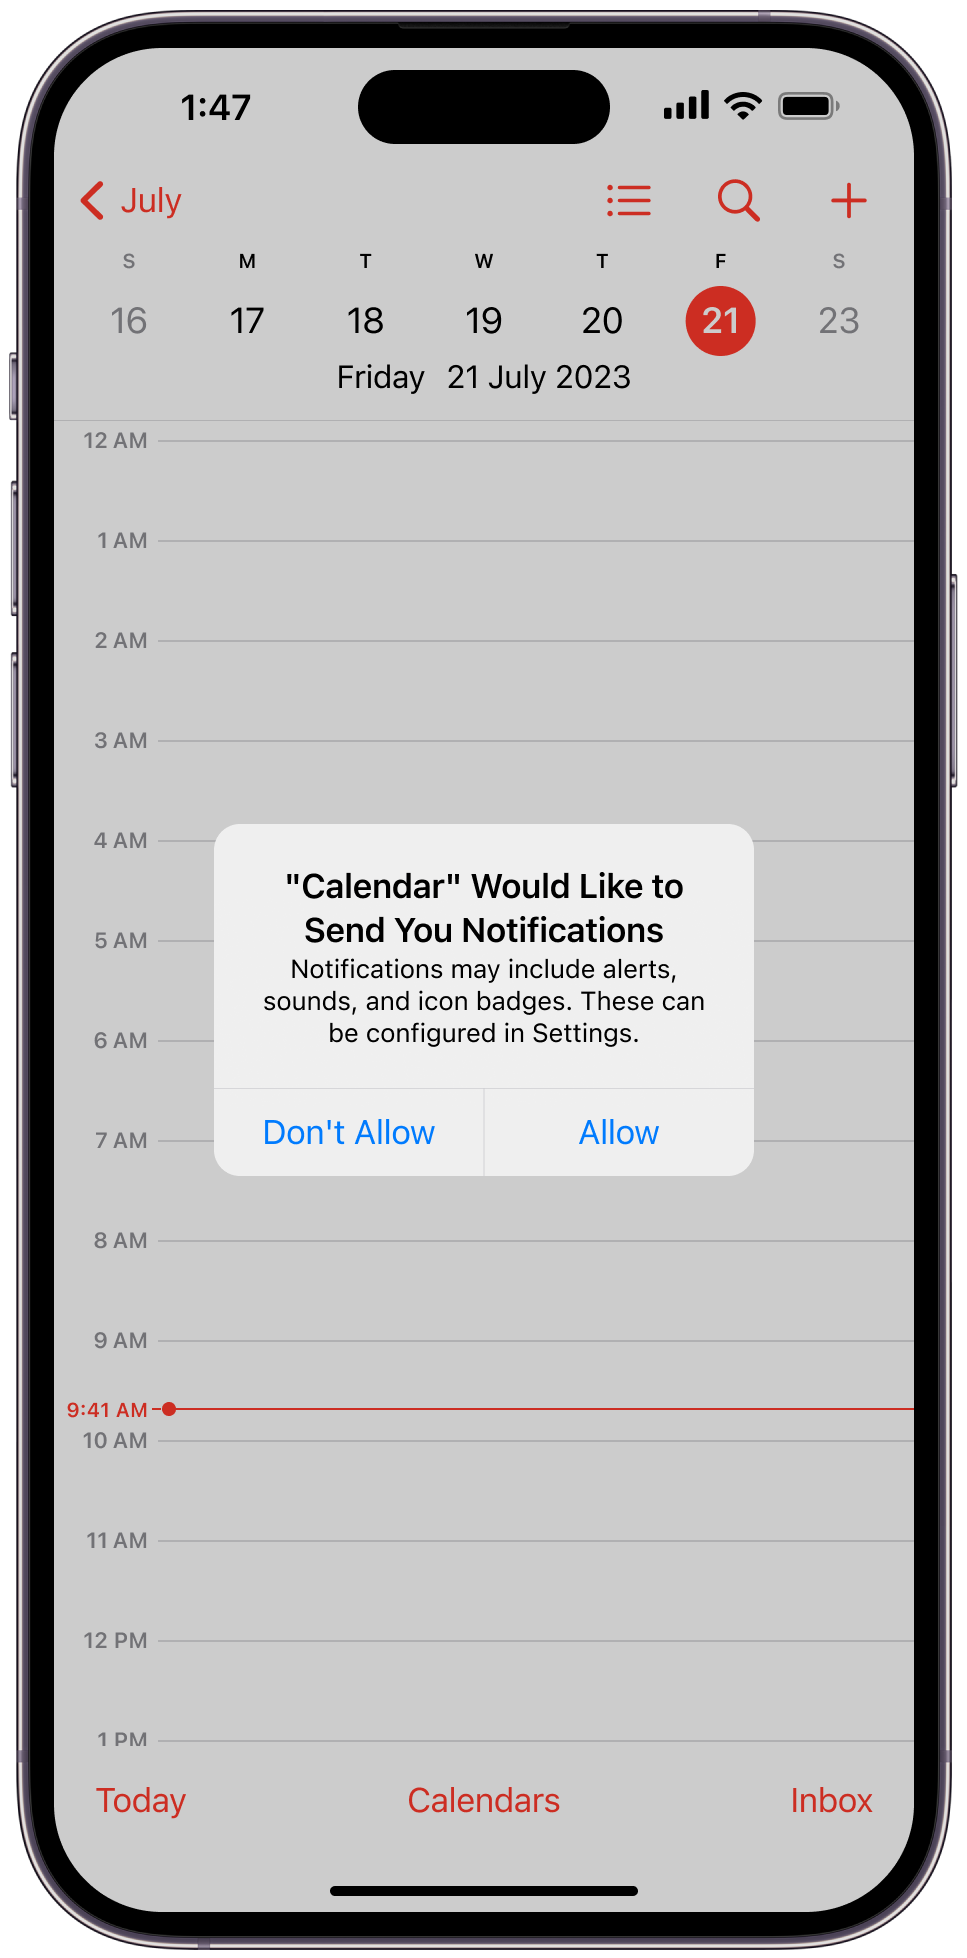 1:47
July
S M T W T F S
16 17 18 19 20 21 23
Friday 21 July 2023
12 AM
1 AM
2 AM
3 AM
4 AM
"Calendar" Would Like to
Send You Notifications
Notifications may include alerts,
sounds, and icon badges. These can
be configured in Settings.
Don't Allow
Allow
5 AM
6 AM
7 AM
8 AM
9 AM
9:41 AM
10 AM
11 AM
12 PM
1 PM
Today
Calendars
Inbox